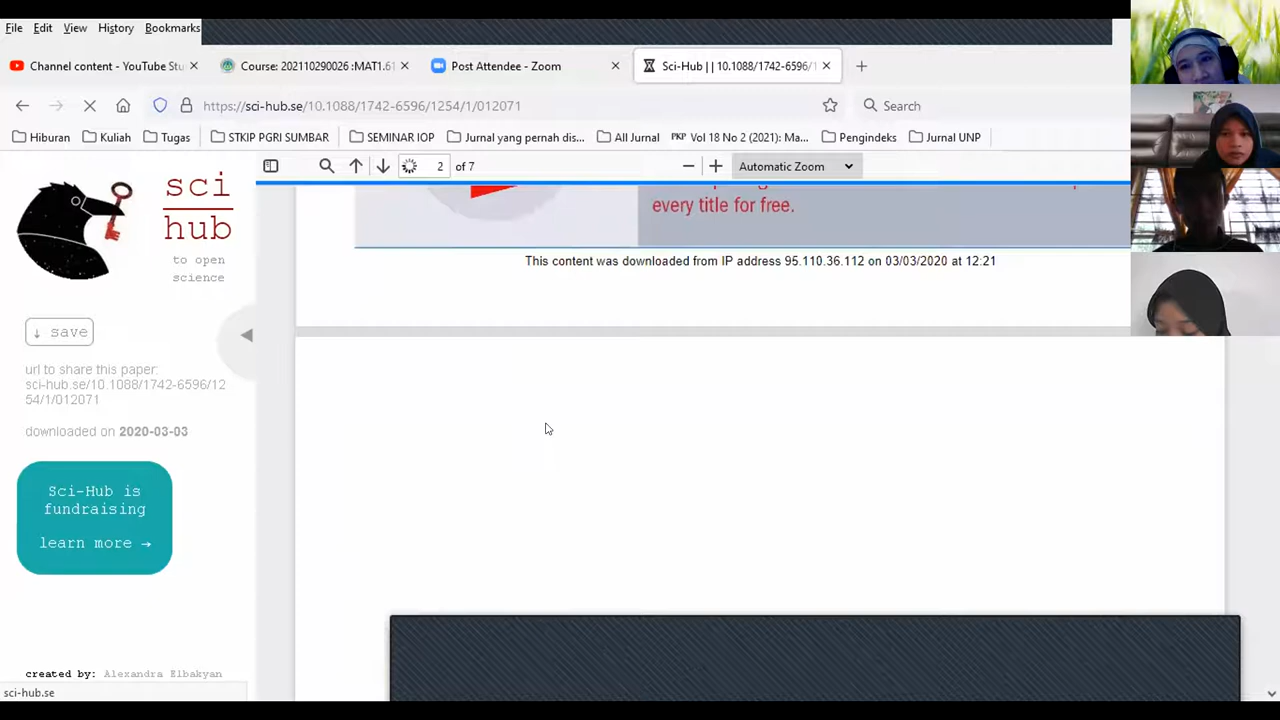 File Edit View History Bookmarks
Channel content - YouTube Stu
Course: 202110290026 :MAT1.61
Post Attendee - Zoom
Sci-Hub | | 10.1088/1742-6596/1
https://sci-hub.se/10.1088/1742-6596/1254/1/012071
Search
Hiburan
Kuliah
Tugas
STKIP PGRI SUMBAR
SEMINAR IOP
Jurnal yang pernah dis...
All Jurnal
PKP Vol 18 No 2 (2021): Ma...
Pengindeks
Jurnal UNP
2 of 7
Automatic Zoom
sci
hub
to open
science
↓ save
url to share this paper:
sci-hub.se/10.1088/1742-6596/12
54/1/012071
downloaded on 2020-03-03
Sci-Hub is
fundraising
learn more →
created by: Alexandra Elbakyan
sci-hub.se
every title for free.
This content was downloaded from IP address 95.110.36.112 on 03/03/2020 at 12:21